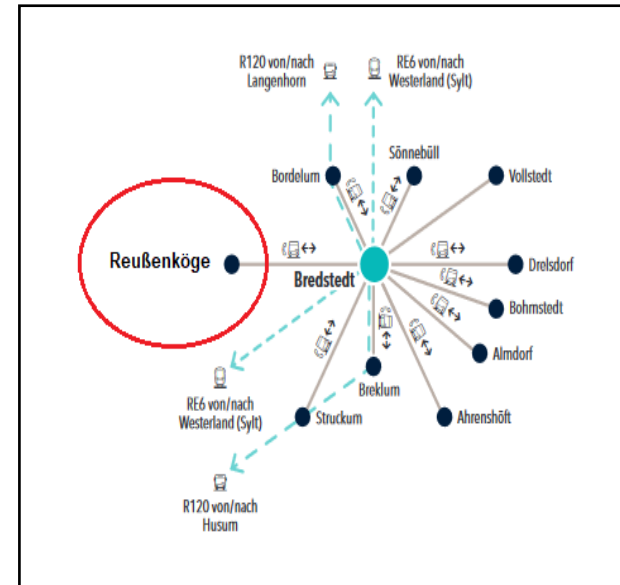 R120 von/nach
Langenhorn
RE6 von/nach
Westerland (Sylt)
Sönnebüll
Bordelum
Vollstedt
Reußenköge
Bredstedt
Drelsdorf
Bohmstedt
Almdorf
Breklum
RE6 von/nach
Westerland (Sylt)
Struckum
Ahrenshöft
R120 von/nach
Husum